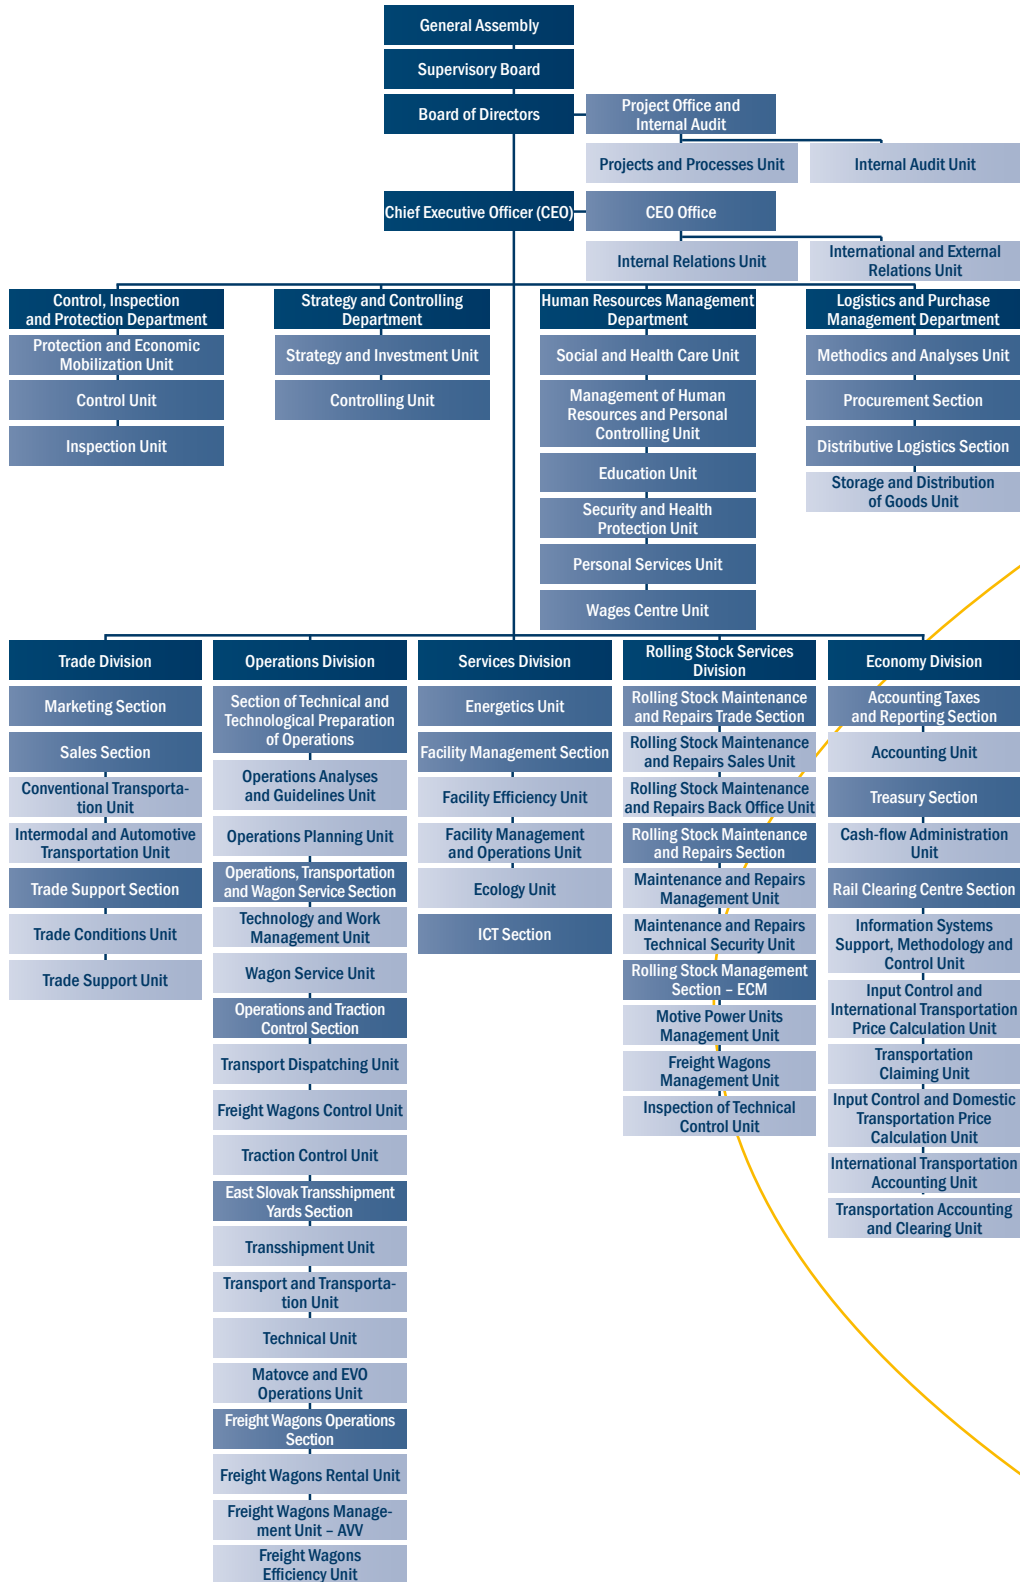 General Assembly
Supervisory Board
Board of Directors
Project Office and
Internal Audit
Projects and Processes Unit
Internal Audit Unit
Chief Executive Officer (CEO)
CEO Office
Internal Relations Unit
International and External
Relations Unit
Control, Inspection
and Protection Department
Protection and Economic
Mobilization Unit
Control Unit
Inspection Unit
Strategy and Controlling
Department
Strategy and Investment Unit
Controlling Unit
Human Resources Management
Department
Social and Health Care Unit
Management of Human
Resources and Personal
Controlling Unit
Education Unit
Security and Health
Protection Unit
Personal Services Unit
Wages Centre Unit
Logistics and Purchase
Management Department
Methodics and Analyses Unit
Procurement Section
Distributive Logistics Section
Storage and Distribution
of Goods Unit
Trade Division
Marketing Section
Sales Section
Conventional Transporta-
tion Unit
Intermodal and Automotive
Transportation Unit
Trade Support Section
Trade Conditions Unit
Trade Support Unit
Operations Division
Section of Technical and
Technological Preparation
of Operations
Operations Analyses
and Guidelines Unit
Operations Planning Unit
Operations, Transportation
and Wagon Service Section
Technology and Work
Management Unit
Wagon Service Unit
Operations and Traction
Control Section
Transport Dispatching Unit
Freight Wagons Control Unit
Traction Control Unit
East Slovak Transshipment
Yards Section
Transshipment Unit
Transport and Transporta-
tion Unit
Technical Unit
Matovce and EVO
Operations Unit
Freight Wagons Operations
Section
Freight Wagons Rental Unit
Freight Wagons Manage-
ment Unit – AVV
Freight Wagons
Efficiency Unit
Services Division
Energetics Unit
Facility Management Section
Facility Efficiency Unit
Facility Management
and Operations Unit
Ecology Unit
ICT Section
Rolling Stock Services
Division
Rolling Stock Maintenance
and Repairs Trade Section
Rolling Stock Maintenance
and Repairs Sales Unit
Rolling Stock Maintenance
and Repairs Back Office Unit
Rolling Stock Maintenance
and Repairs Section
Maintenance and Repairs
Management Unit
Maintenance and Repairs
Technical Security Unit
Rolling Stock Management
Section – ECM
Motive Power Units
Management Unit
Freight Wagons
Management Unit
Inspection of Technical
Control Unit
Economy Division
Accounting Taxes
and Reporting Section
Accounting Unit
Treasury Section
Cash-flow Administration
Unit
Rail Clearing Centre Section
Information Systems
Support, Methodology and
Control Unit
Input Control and
International Transportation
Price Calculation Unit
Transportation
Claiming Unit
Input Control and Domestic
Transportation Price
Calculation Unit
International Transportation
Accounting Unit
Transportation Accounting
and Clearing Unit